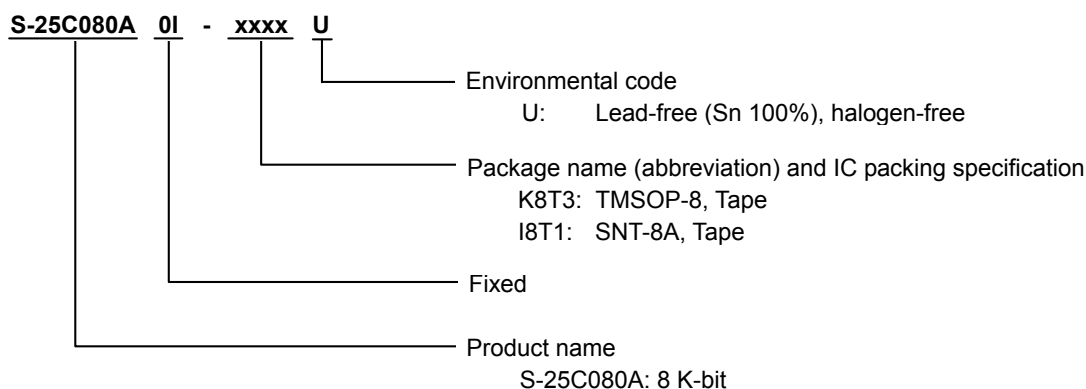 S-25C080A 0I - xxxx U
Environmental code
U: Lead-free (Sn 100%), halogen-free
Package name (abbreviation) and IC packing specification
K8T3: TMSOP-8, Tape
I8T1: SNT-8A, Tape
Fixed
Product name
S-25C080A: 8 K-bit